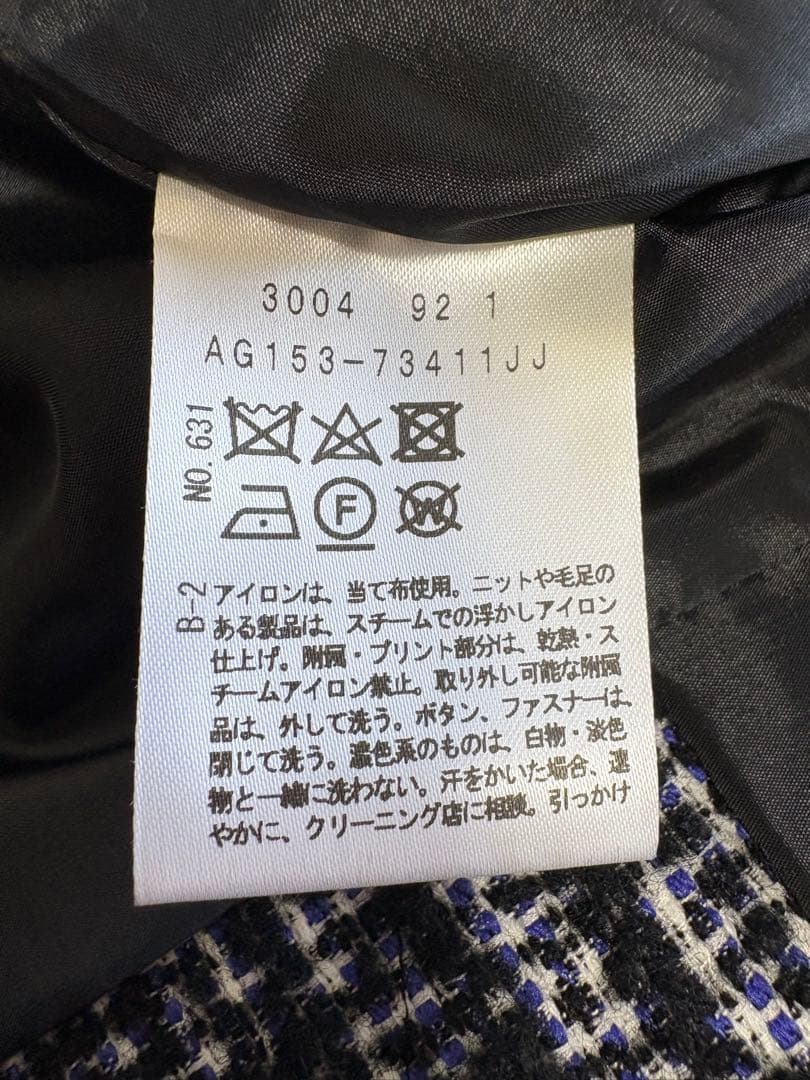 3004 92 1
AG153-73411JJ
NO. 631
F
W
B-2
アイロンは、当て布使用。ニットや毛足の
ある製品は、スチームでの浮かしアイロン
仕上げ。附属・プリント部分は、乾熱・ス
チームアイロン禁止。取り外し可能な附属
品は、外して洗う。ボタン、ファスナーは、
閉じて洗う。濃色系のものは、白物・淡色
物と一緒に洗わない。汗をかいた場合、速
やかに、クリーニング店に相談。引っかけ